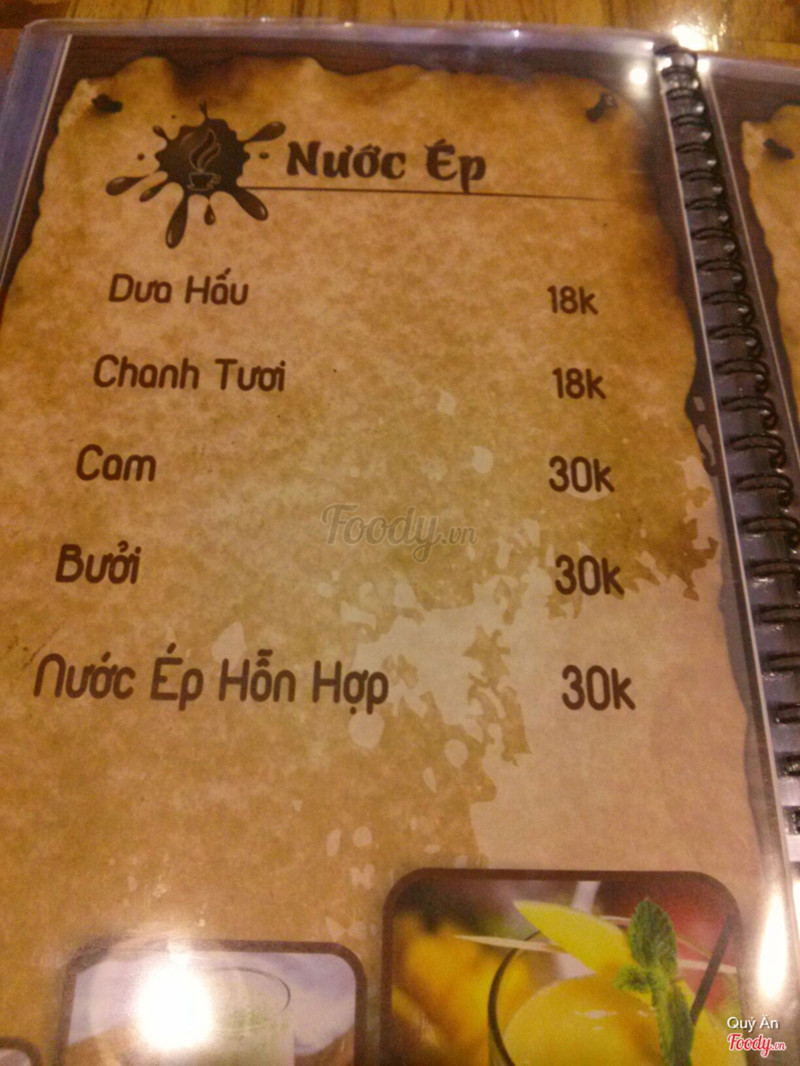 Nước Ép
Dưa Hấu 18k
Chanh Tươi 18k
Cam 30k
Foody.vn
Bưởi 30k
Nước Ép Hỗn Hợp 30k
Quý Ăn
Foody.vn